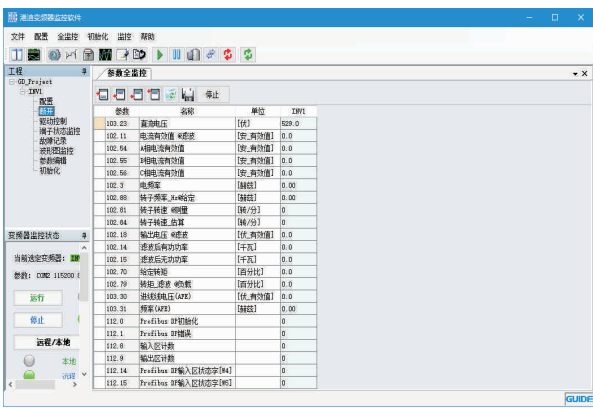 港迪变频器监控软件
文件 配置 全监控 初始化 监控 帮助
工程
GD_Project
INV1
配置
打开
驱动控制
端子状态监控
故障记录
波形图监控
参数编辑
初始化
变频器监控状态
当前选定变频器： INV
参数: COM2 115200 8
运行
停止
远程/本地
本地
远程
参数全监控
停止
参数 名称 单位 INV1
103.23 直流电压 [伏] 529.0
102.11 电流有效值 @滤波 [安_有效值] 0.0
102.54 A相电流有效值 [安_有效值] 0.0
102.55 B相电流有效值 [安_有效值] 0.0
102.56 C相电流有效值 [安_有效值] 0.0
102.3 电频率 [赫兹] 0.00
102.88 转子频率_Hz@给定 [赫兹] 0.00
102.81 转子转速 @测量 [转/分] 0
102.84 转子转速_估算 [转/分] 0
102.18 输出电压 @滤波 [伏_有效值] 0.0
102.14 滤波后有功功率 [千瓦] 0.0
102.15 滤波后无功功率 [千瓦] 0.0
102.70 给定转矩 [百分比] 0.0
102.79 转矩_滤波 @负载 [百分比] 0.0
103.30 进线线电压(AFE) [伏_有效值] 0.0
103.31 频率(AFE) [赫兹] 0.00
112.0 Profibus DP初始化 0
112.1 Profibus DP错误 0
112.8 输入区计数 0
112.9 输出区计数 0
112.14 Profibus DP输入区状态字[W4] 0
112.15 Profibus DP输入区状态字[W5] 0
GUIDE